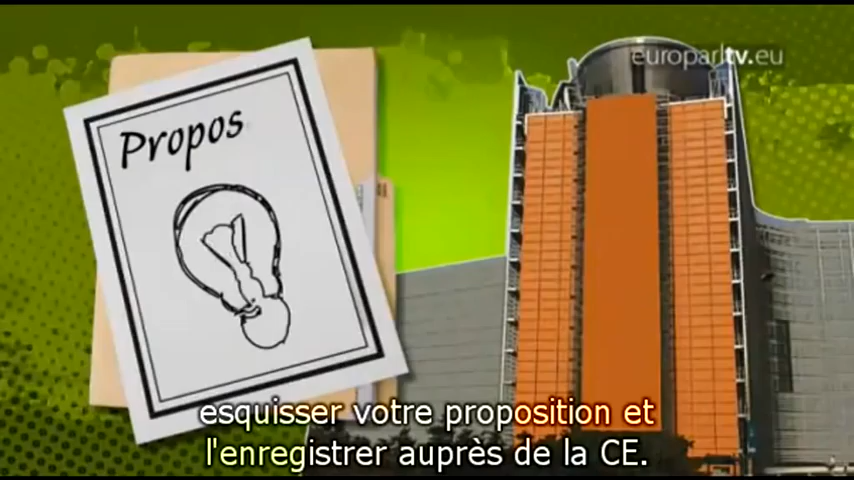 europarltv.eu
Propos
esquisser votre proposition et
l'enregistrer auprès de la CE.